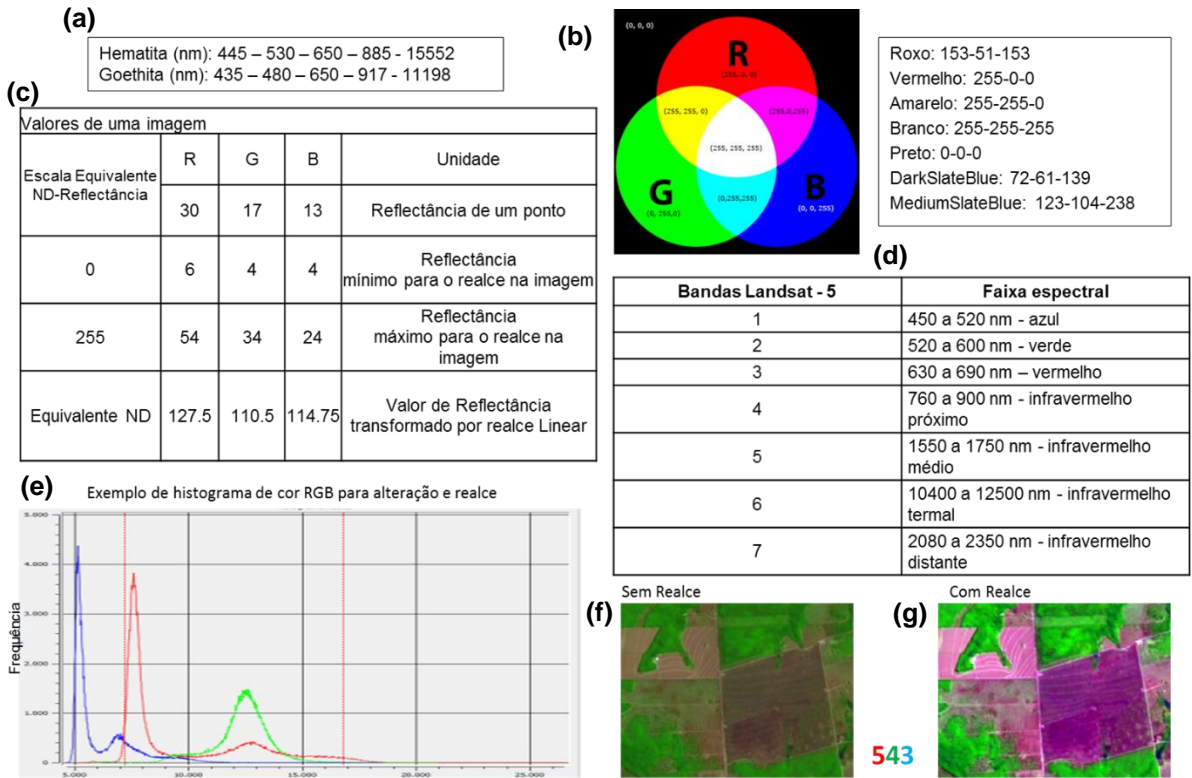 (a)
Hematita (nm): 445 – 530 – 650 – 885 - 15552
Goethita (nm): 435 – 480 – 650 – 917 - 11198
(b)
(0, 0, 0)
R
(255, 0, 0)
(255, 255, 0)
(255,0,255)
(255, 255, 255)
G
(0, 255,0)
(0,255,255)
B
(0, 0, 255)
Roxo: 153-51-153
Vermelho: 255-0-0
Amarelo: 255-255-0
Branco: 255-255-255
Preto: 0-0-0
DarkSlateBlue: 72-61-139
MediumSlateBlue: 123-104-238
(c)
Valores de uma imagem
Escala Equivalente
ND-Reflectância
R G B Unidade
30 17 13 Reflectância de um ponto
0 6 4 4 Reflectância
mínimo para o realce na imagem
255 54 34 24 Reflectância
máximo para o realce na
imagem
Equivalente ND 127.5 110.5 114.75 Valor de Reflectância
transformado por realce Linear
(d)
Bandas Landsat - 5 Faixa espectral
1 450 a 520 nm - azul
2 520 a 600 nm - verde
3 630 a 690 nm – vermelho
4 760 a 900 nm - infravermelho
próximo
5 1550 a 1750 nm - infravermelho
médio
6 10400 a 12500 nm - infravermelho
termal
7 2080 a 2350 nm - infravermelho
distante
(e)
Exemplo de histograma de cor RGB para alteração e realce
Frequência
5.000
4.000
3.000
2.000
1.000
0
5.000 10.000 15.000 20.000 25.000
Sem Realce
(f)
Com Realce
(g)
543